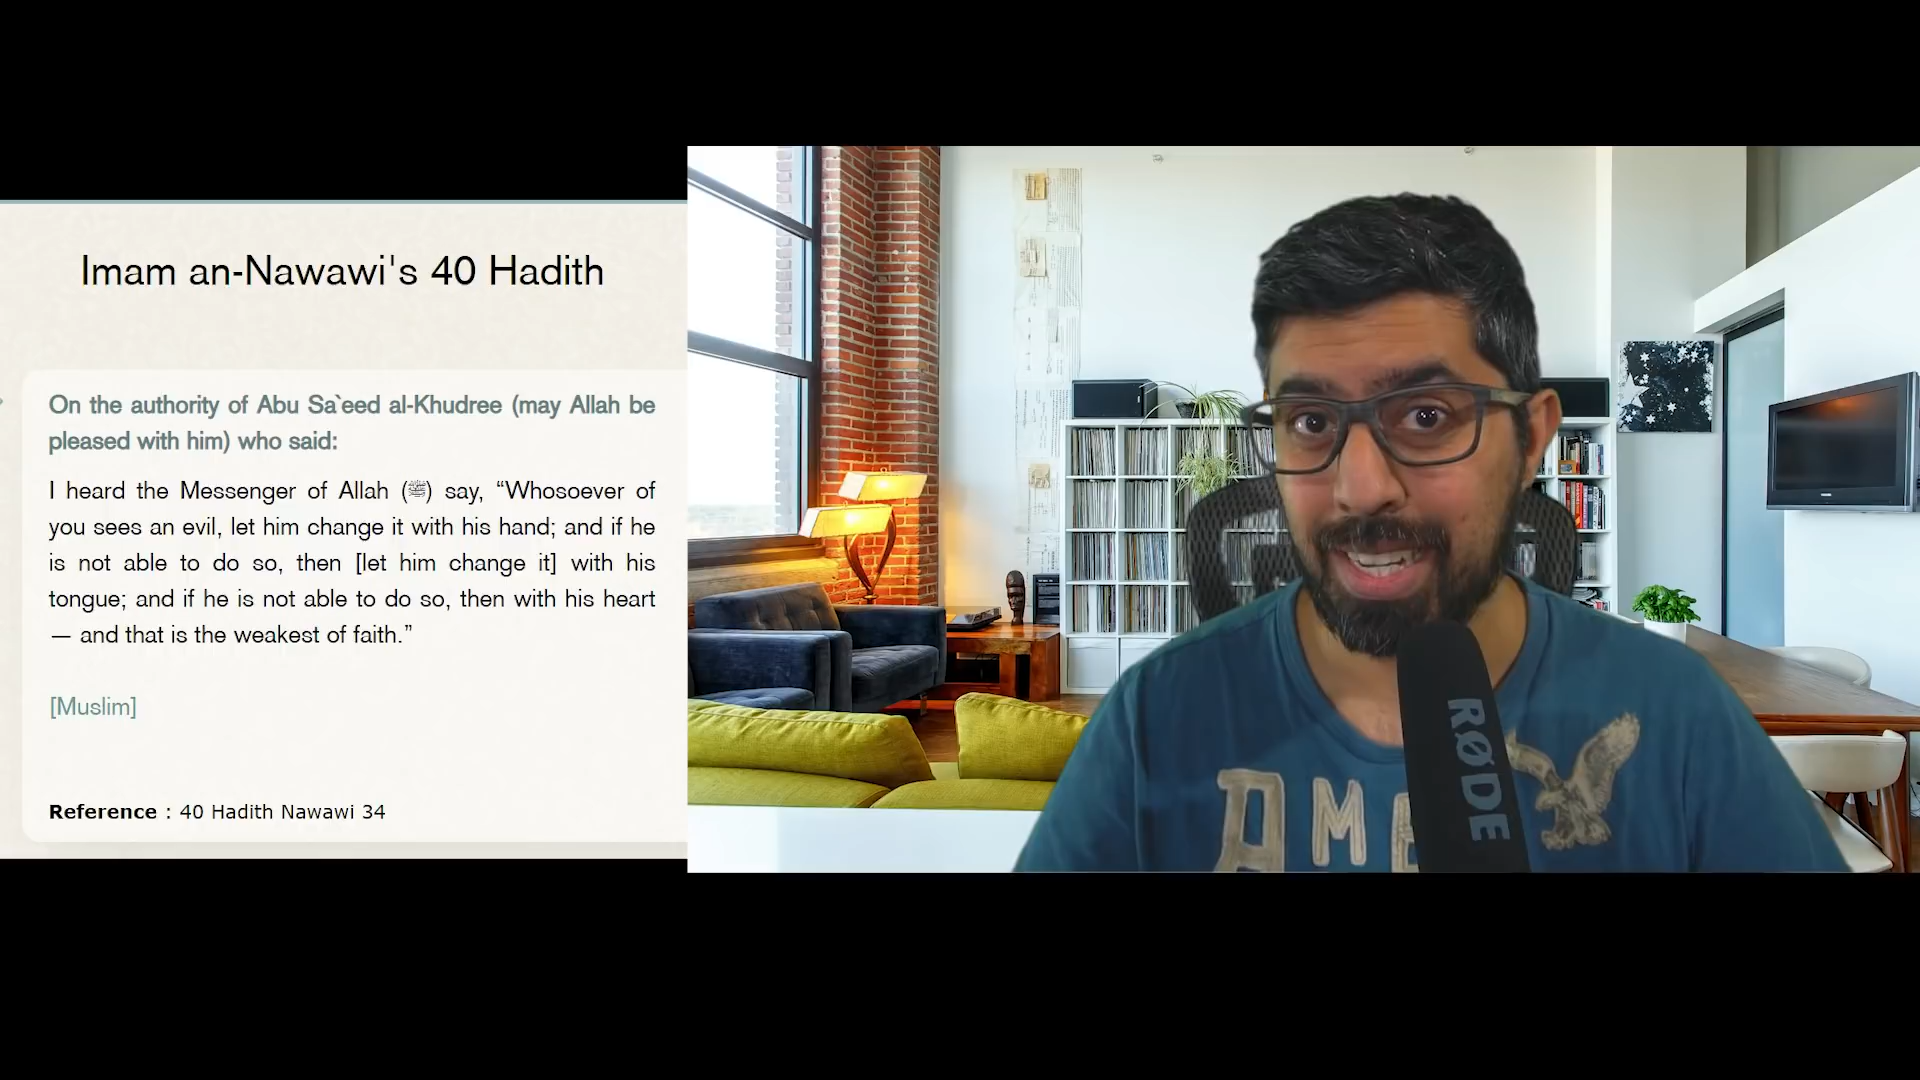 Imam an-Nawawi's 40 Hadith
On the authority of Abu Sa`eed al-Khudree (may Allah be
pleased with him) who said:
I heard the Messenger of Allah (ﷺ) say, “Whosoever of
you sees an evil, let him change it with his hand; and if he
is not able to do so, then [let him change it] with his
tongue; and if he is not able to do so, then with his heart
— and that is the weakest of faith.”
[Muslim]
Reference : 40 Hadith Nawawi 34
AME
RØDE